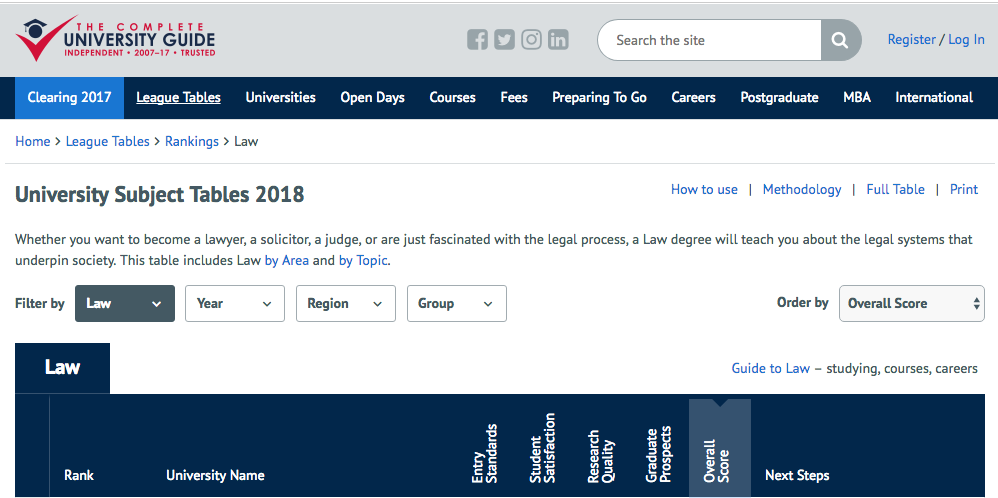 THE COMPLETE
UNIVERSITY GUIDE
INDEPENDENT • 2007-17 • TRUSTED
Search the site
Register / Log In
Clearing 2017 League Tables Universities Open Days Courses Fees Preparing To Go Careers Postgraduate MBA International
Home > League Tables > Rankings > Law
University Subject Tables 2018
How to use | Methodology | Full Table | Print
Whether you want to become a lawyer, a solicitor, a judge, or are just fascinated with the legal process, a Law degree will teach you about the legal systems that
underpin society. This table includes Law by Area and by Topic.
Filter by Law Year Region Group Order by Overall Score
Law
Guide to Law – studying, courses, careers
Rank University Name
Entry
Standards
Student
Satisfaction
Research
Quality
Graduate
Prospects
Overall
Score
Next Steps